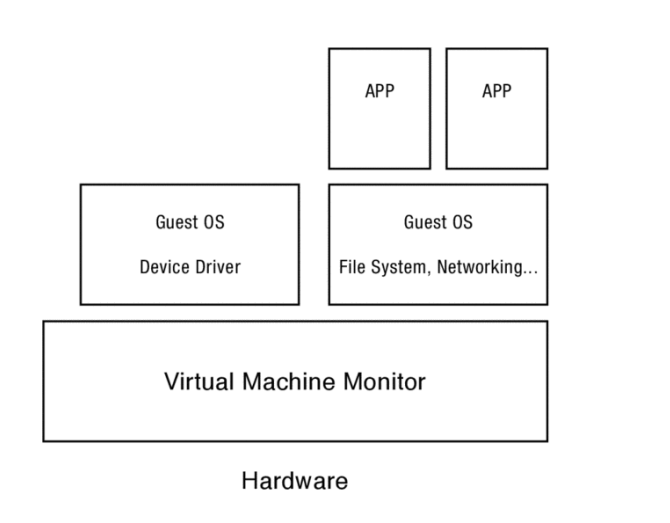 APP
APP
Guest OS
Device Driver
Guest OS
File System, Networking...
Virtual Machine Monitor
Hardware